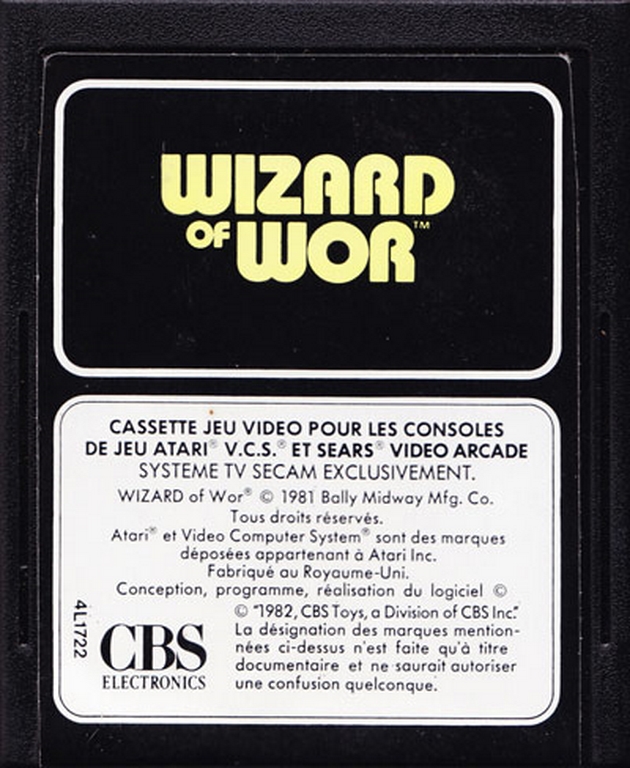 WIZARD
OF WOR™
CASSETTE JEU VIDEO POUR LES CONSOLES
DE JEU ATARI® V.C.S.® ET SEARS® VIDEO ARCADE
SYSTEME TV SECAM EXCLUSIVEMENT.
WIZARD of Wor® © 1981 Bally Midway Mfg. Co.
Tous droits réservés.
Atari® et Video Computer System® sont des marques
déposées appartenant à Atari Inc.
Fabriqué au Royaume-Uni.
Conception, programme, réalisation du logiciel ©
© "1982, CBS Toys, a Division of CBS Inc."
La désignation des marques mention-
nées ci-dessus n'est faite qu'à titre
documentaire et ne saurait autoriser
une confusion quelconque.
4L1722
CBS
ELECTRONICS